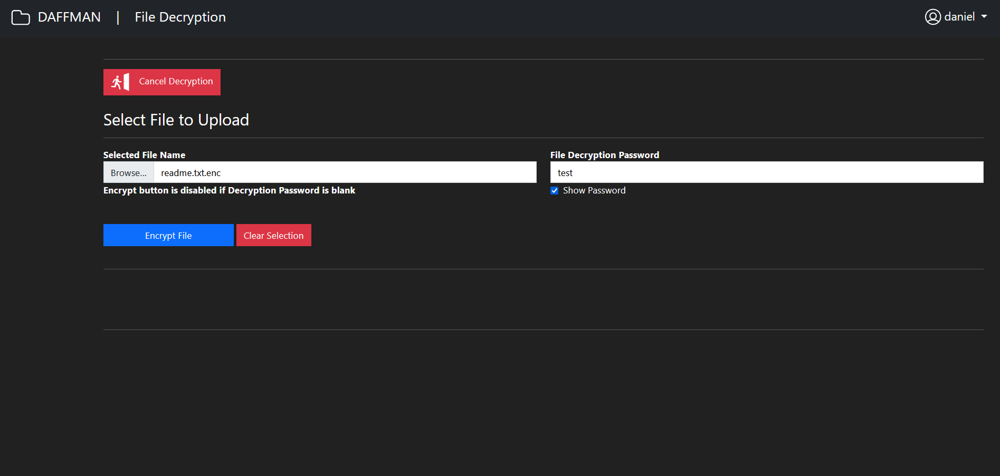 DAFFMAN | File Decryption daniel
Cancel Decryption
Select File to Upload
Selected File Name File Decryption Password
Browse... readme.txt.enc test
Encrypt button is disabled if Decryption Password is blank Show Password
Encrypt File Clear Selection